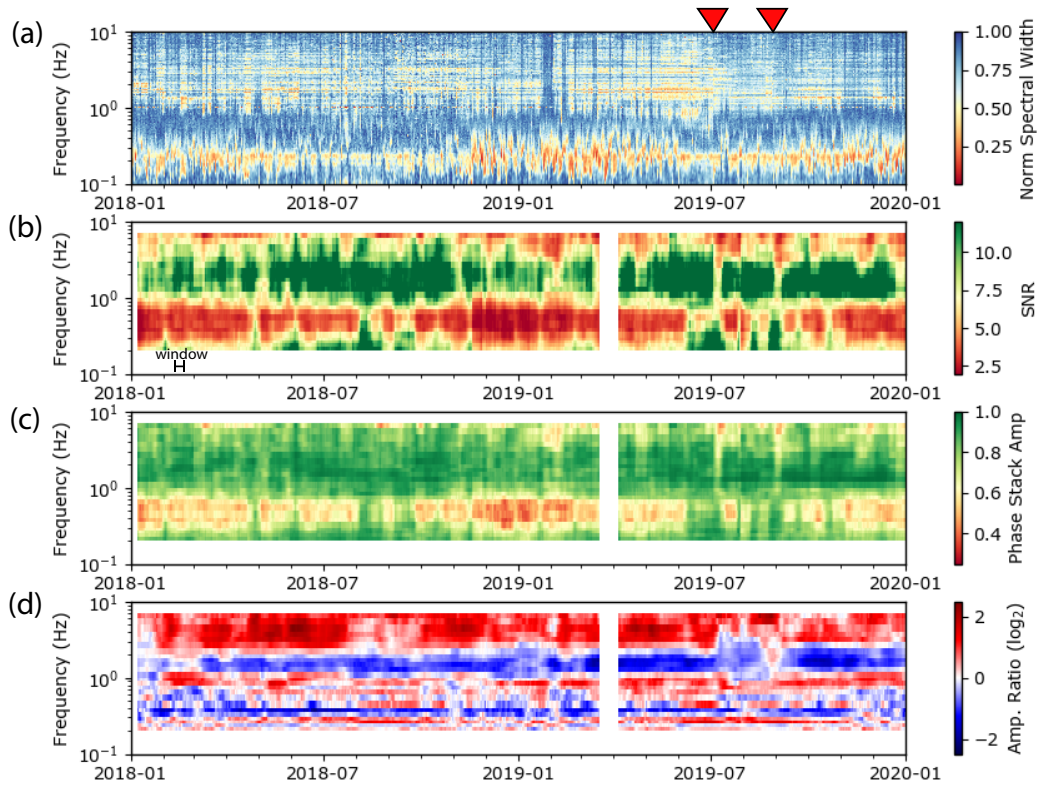 (a)
Frequency (Hz)
10¹
10⁰
10⁻¹
2018-01 2018-07 2019-01 2019-07 2020-01
1.00
0.75
0.50
0.25
Norm Spectral Width
(b)
Frequency (Hz)
10¹
10⁰
10⁻¹
window
2018-01 2018-07 2019-01 2019-07 2020-01
10.0
7.5
5.0
2.5
SNR
(c)
Frequency (Hz)
10¹
10⁰
10⁻¹
2018-01 2018-07 2019-01 2019-07 2020-01
1.0
0.8
0.6
0.4
Phase Stack Amp
(d)
Frequency (Hz)
10¹
10⁰
10⁻¹
2018-01 2018-07 2019-01 2019-07 2020-01
2
0
−2
Amp. Ratio (log₂)